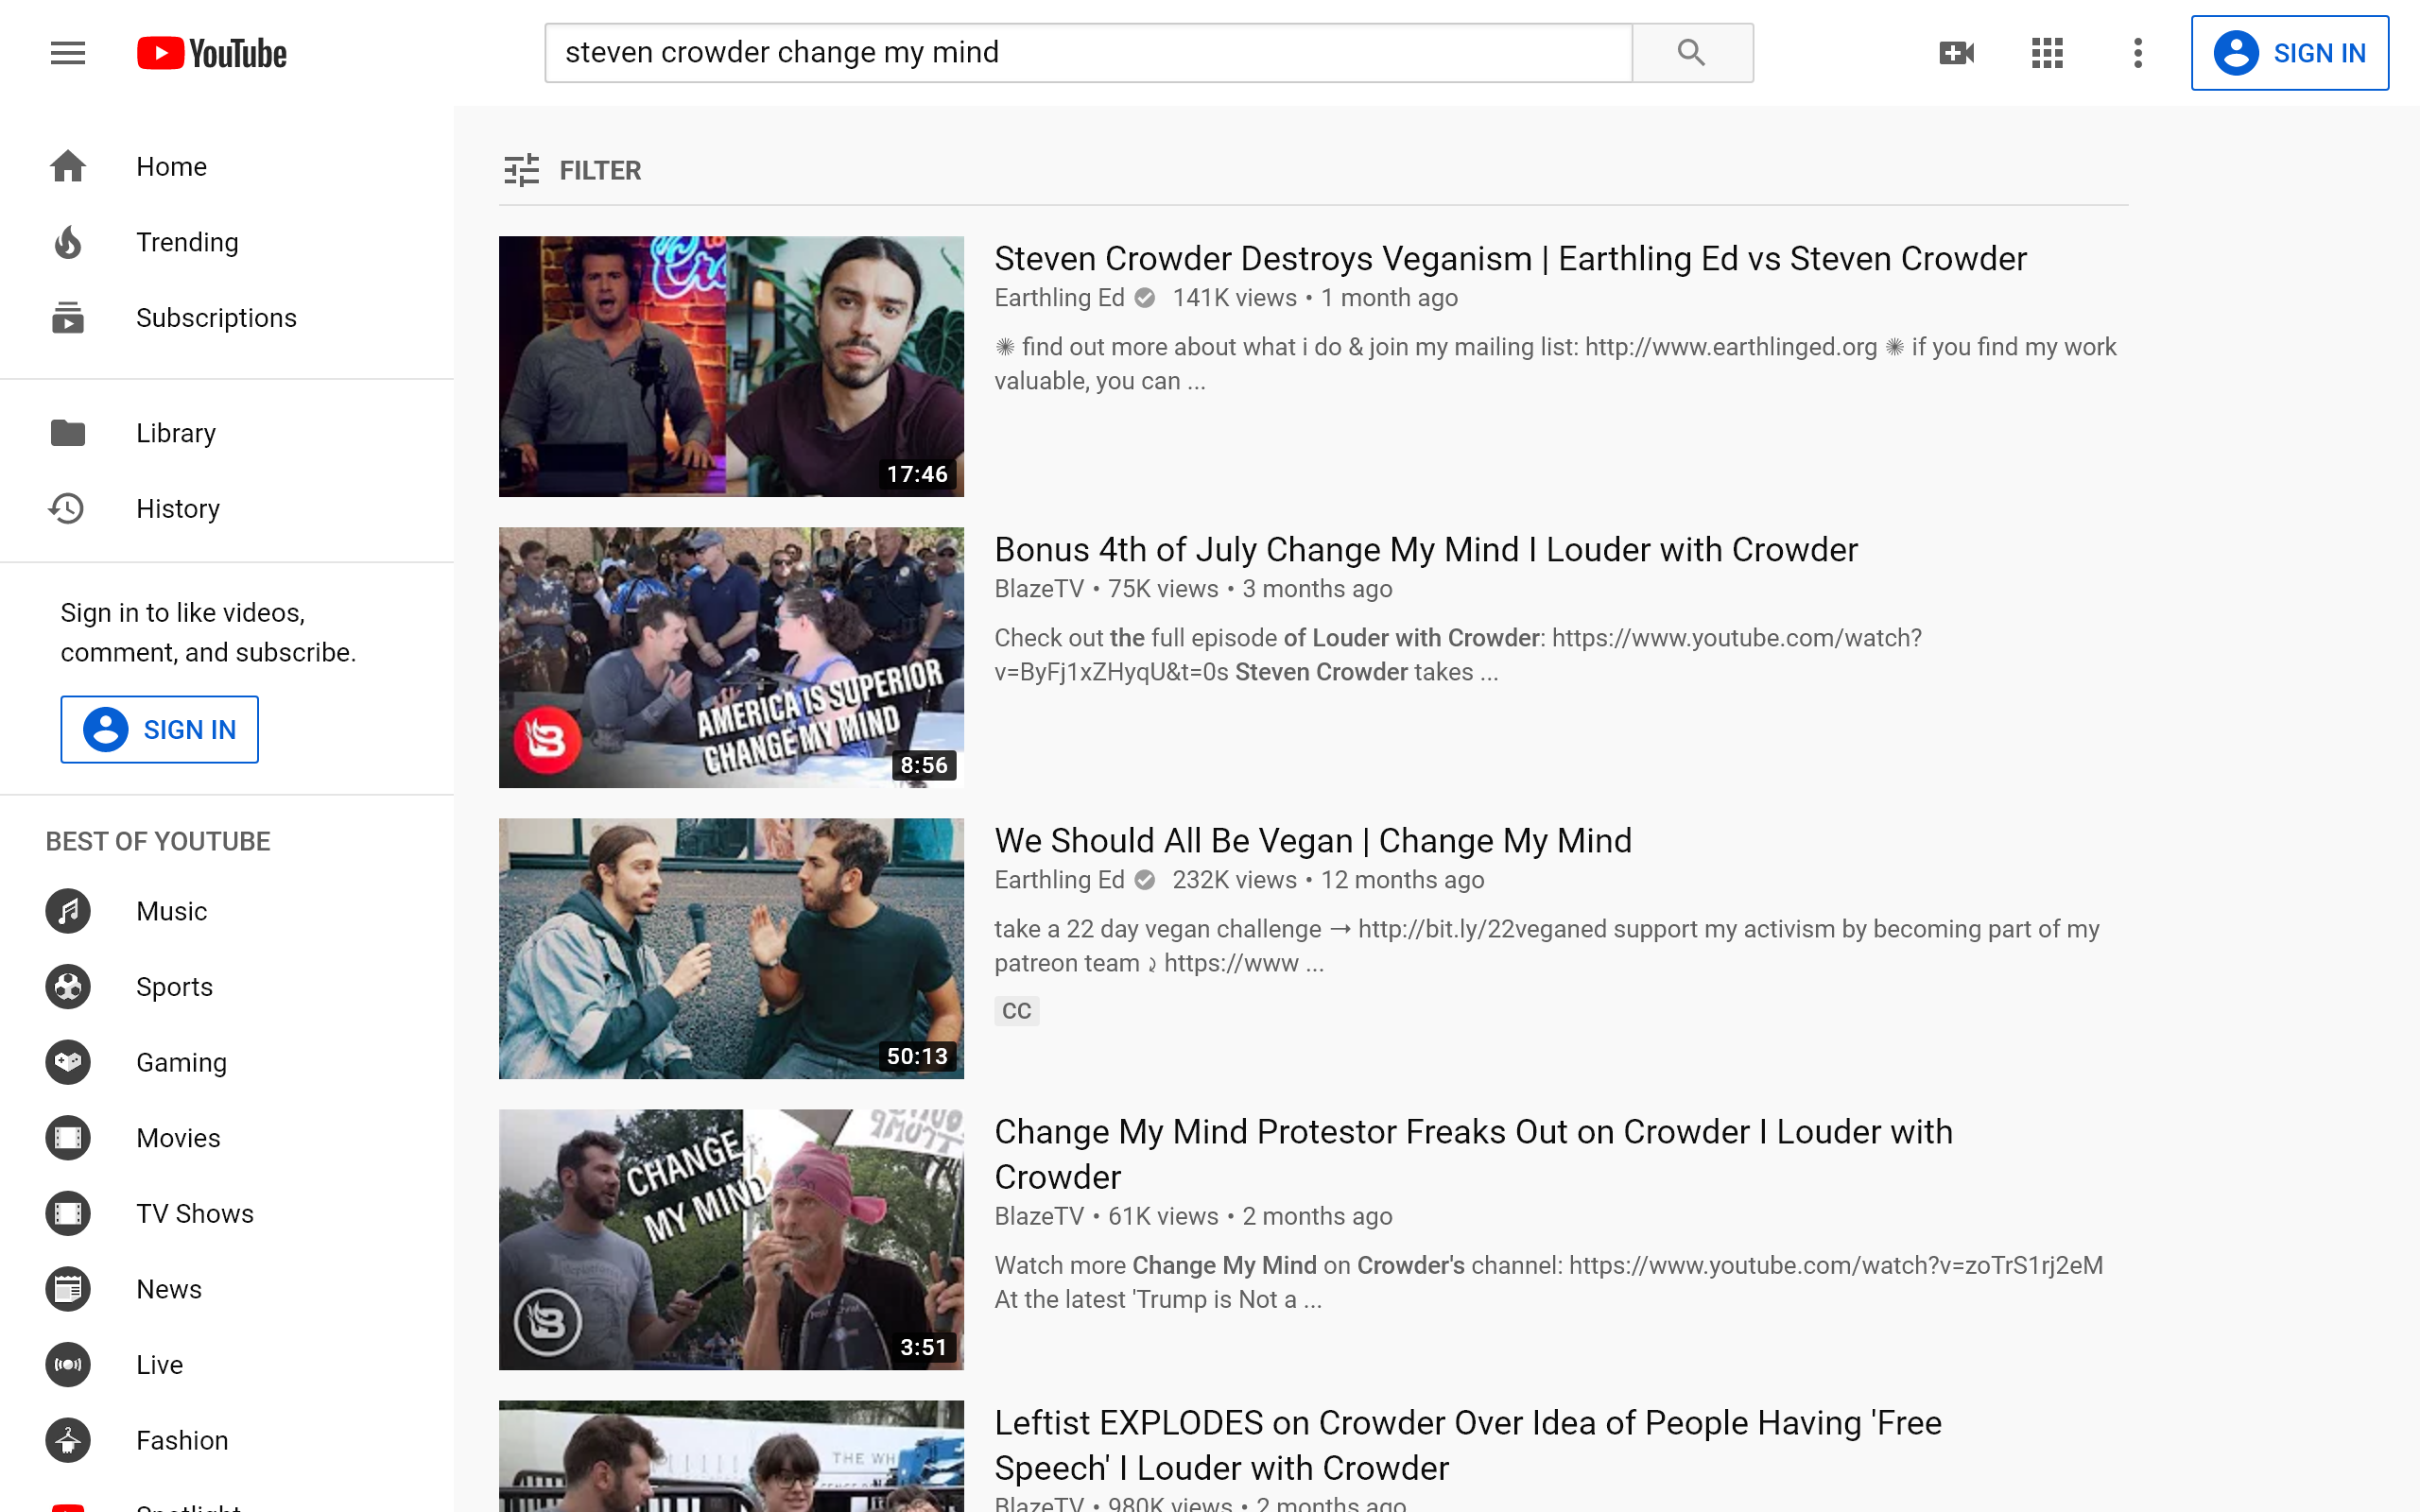 YouTube
steven crowder change my mind
SIGN IN
Home
Trending
Subscriptions
Library
History
Sign in to like videos,
comment, and subscribe.
SIGN IN
BEST OF YOUTUBE
Music
Sports
Gaming
Movies
TV Shows
News
Live
Fashion
Spotlight
FILTER
17:46
Steven Crowder Destroys Veganism | Earthling Ed vs Steven Crowder
Earthling Ed 141K views • 1 month ago
✺ find out more about what i do & join my mailing list: http://www.earthlinged.org ✺ if you find my work
valuable, you can ...
AMERICA IS SUPERIOR
CHANGE MY MIND
8:56
Bonus 4th of July Change My Mind I Louder with Crowder
BlazeTV • 75K views • 3 months ago
Check out the full episode of Louder with Crowder: https://www.youtube.com/watch?
v=ByFj1xZHyqU&t=0s Steven Crowder takes ...
50:13
We Should All Be Vegan | Change My Mind
Earthling Ed 232K views • 12 months ago
take a 22 day vegan challenge → http://bit.ly/22veganed support my activism by becoming part of my
patreon team ⤸ https://www ...
CC
CHANGE
MY MIND
3:51
Change My Mind Protestor Freaks Out on Crowder I Louder with
Crowder
BlazeTV • 61K views • 2 months ago
Watch more Change My Mind on Crowder's channel: https://www.youtube.com/watch?v=zoTrS1rj2eM
At the latest 'Trump is Not a ...
THE WH
Leftist EXPLODES on Crowder Over Idea of People Having 'Free
Speech' I Louder with Crowder
BlazeTV • 980K views • 2 months ago